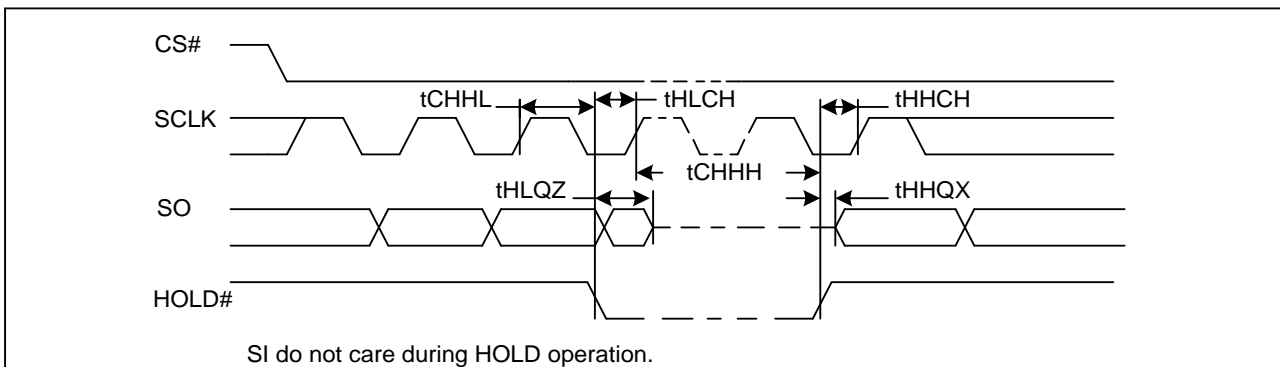 CS#
tCHHL
tHLCH
tHHCH
SCLK
tCHHH
tHLQZ
tHHQX
SO
HOLD#
SI do not care during HOLD operation.